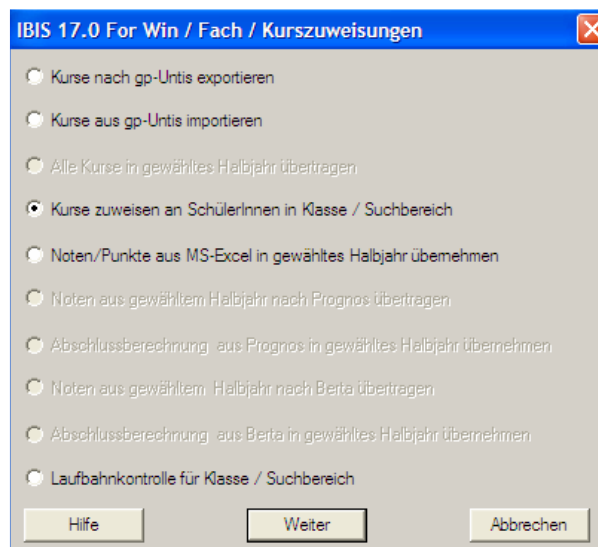 IBIS 17.0 For Win / Fach / Kurszuweisungen
Kurse nach gp-Untis exportieren
Kurse aus gp-Untis importieren
Alle Kurse in gewähltes Halbjahr übertragen
Kurse zuweisen an SchülerInnen in Klasse / Suchbereich
Noten/Punkte aus MS-Excel in gewähltes Halbjahr übernehmen
Noten aus gewähltem Halbjahr nach Prognos übertragen
Abschlussberechnung aus Prognos in gewähltes Halbjahr übernehmen
Noten aus gewähltem Halbjahr nach Berta übertragen
Abschlussberechnung aus Berta in gewähltes Halbjahr übernehmen
Laufbahnkontrolle für Klasse / Suchbereich
Hilfe Weiter Abbrechen